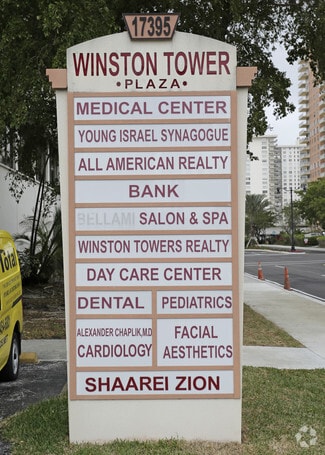 17395
WINSTON TOWER
• PLAZA •
MEDICAL CENTER
YOUNG ISRAEL SYNAGOGUE
ALL AMERICAN REALTY
BANK
BELLAMI SALON & SPA
WINSTON TOWERS REALTY
DAY CARE CENTER
DENTAL
PEDIATRICS
ALEXANDER CHAPLIK,M.D
CARDIOLOGY
FACIAL
AESTHETICS
SHAAREI ZION
Total